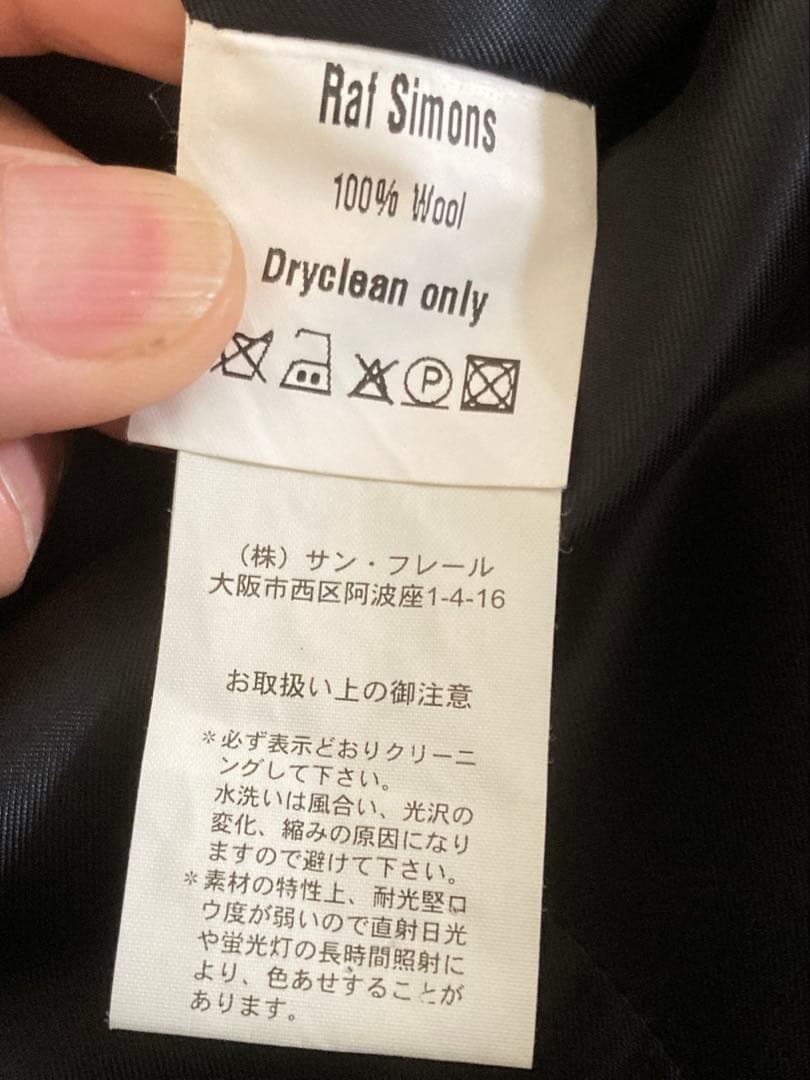 Raf Simons
100% Wool
Dryclean only
P
(株)サン・フレール
大阪市西区阿波座1-4-16
お取扱い上の御注意
*必ず表示どおりクリーニ
ングして下さい。
水洗いは風合い、光沢の
変化、縮みの原因になり
ますので避けて下さい。
*素材の特性上、耐光堅ロ
ウ度が弱いので直射日光
や蛍光灯の長時間照射に
より、色あせすることが
あります。